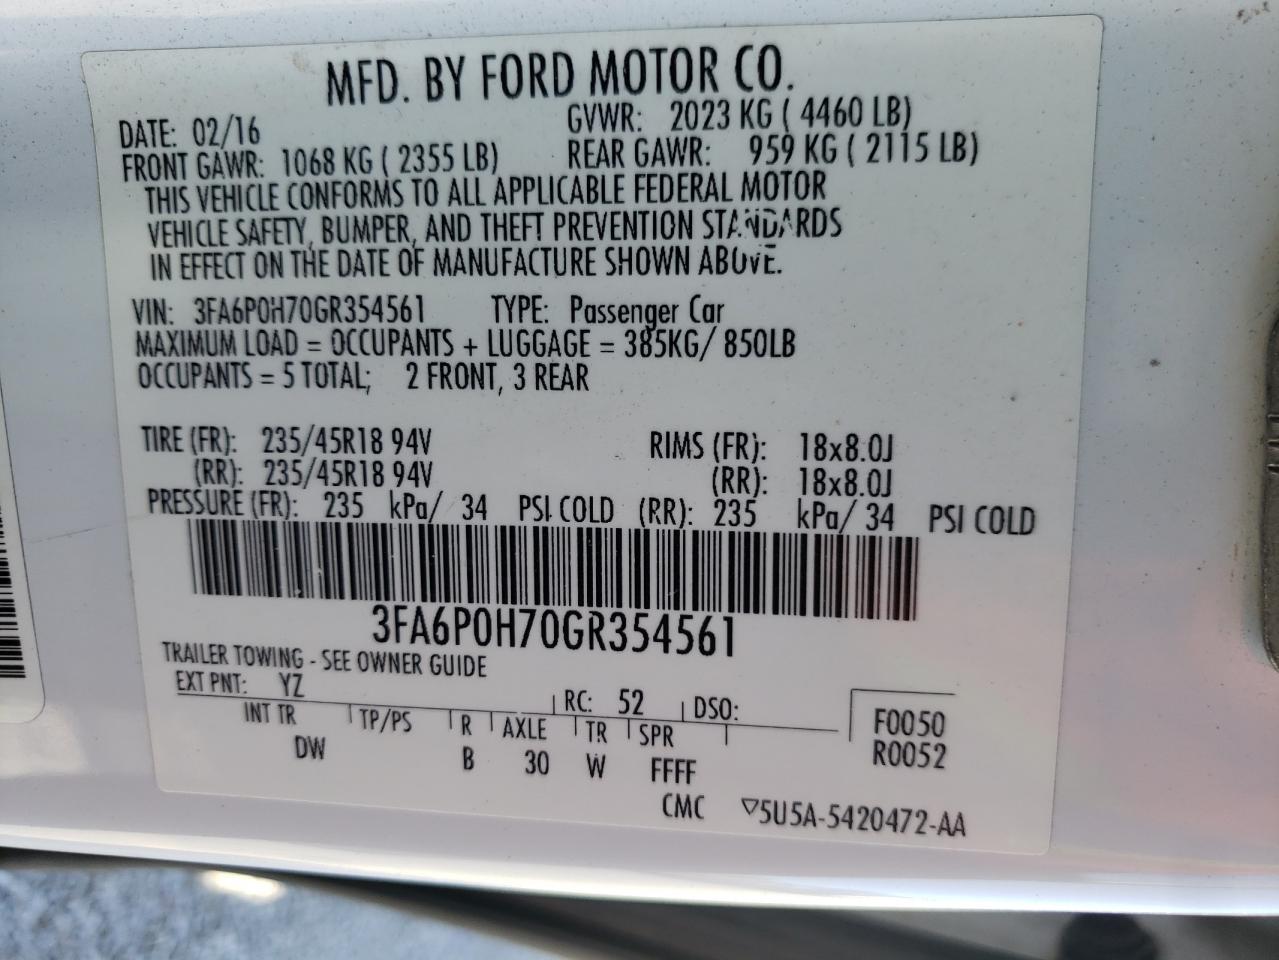 MFD. BY FORD MOTOR CO.
DATE: 02/16 GVWR: 2023 KG ( 4460 LB)
FRONT GAWR: 1068 KG ( 2355 LB) REAR GAWR: 959 KG ( 2115 LB)
THIS VEHICLE CONFORMS TO ALL APPLICABLE FEDERAL MOTOR
VEHICLE SAFETY, BUMPER, AND THEFT PREVENTION STANDARDS
IN EFFECT ON THE DATE OF MANUFACTURE SHOWN ABOVE.
VIN: 3FA6P0H70GR354561 TYPE: Passenger Car
MAXIMUM LOAD = OCCUPANTS + LUGGAGE = 385KG/ 850LB
OCCUPANTS = 5 TOTAL; 2 FRONT, 3 REAR
TIRE (FR): 235/45R18 94V RIMS (FR): 18x8.0J
(RR): 235/45R18 94V (RR): 18x8.0J
PRESSURE (FR): 235 kPa/ 34 PSI COLD (RR): 235 kPa/ 34 PSI COLD
3FA6P0H70GR354561
TRAILER TOWING - SEE OWNER GUIDE
EXT PNT: YZ RC: 52 DSO: F0050
INT TR TP/PS R AXLE TR SPR R0052
DW B 30 W FFFF
CMC ▽5U5A-5420472-AA